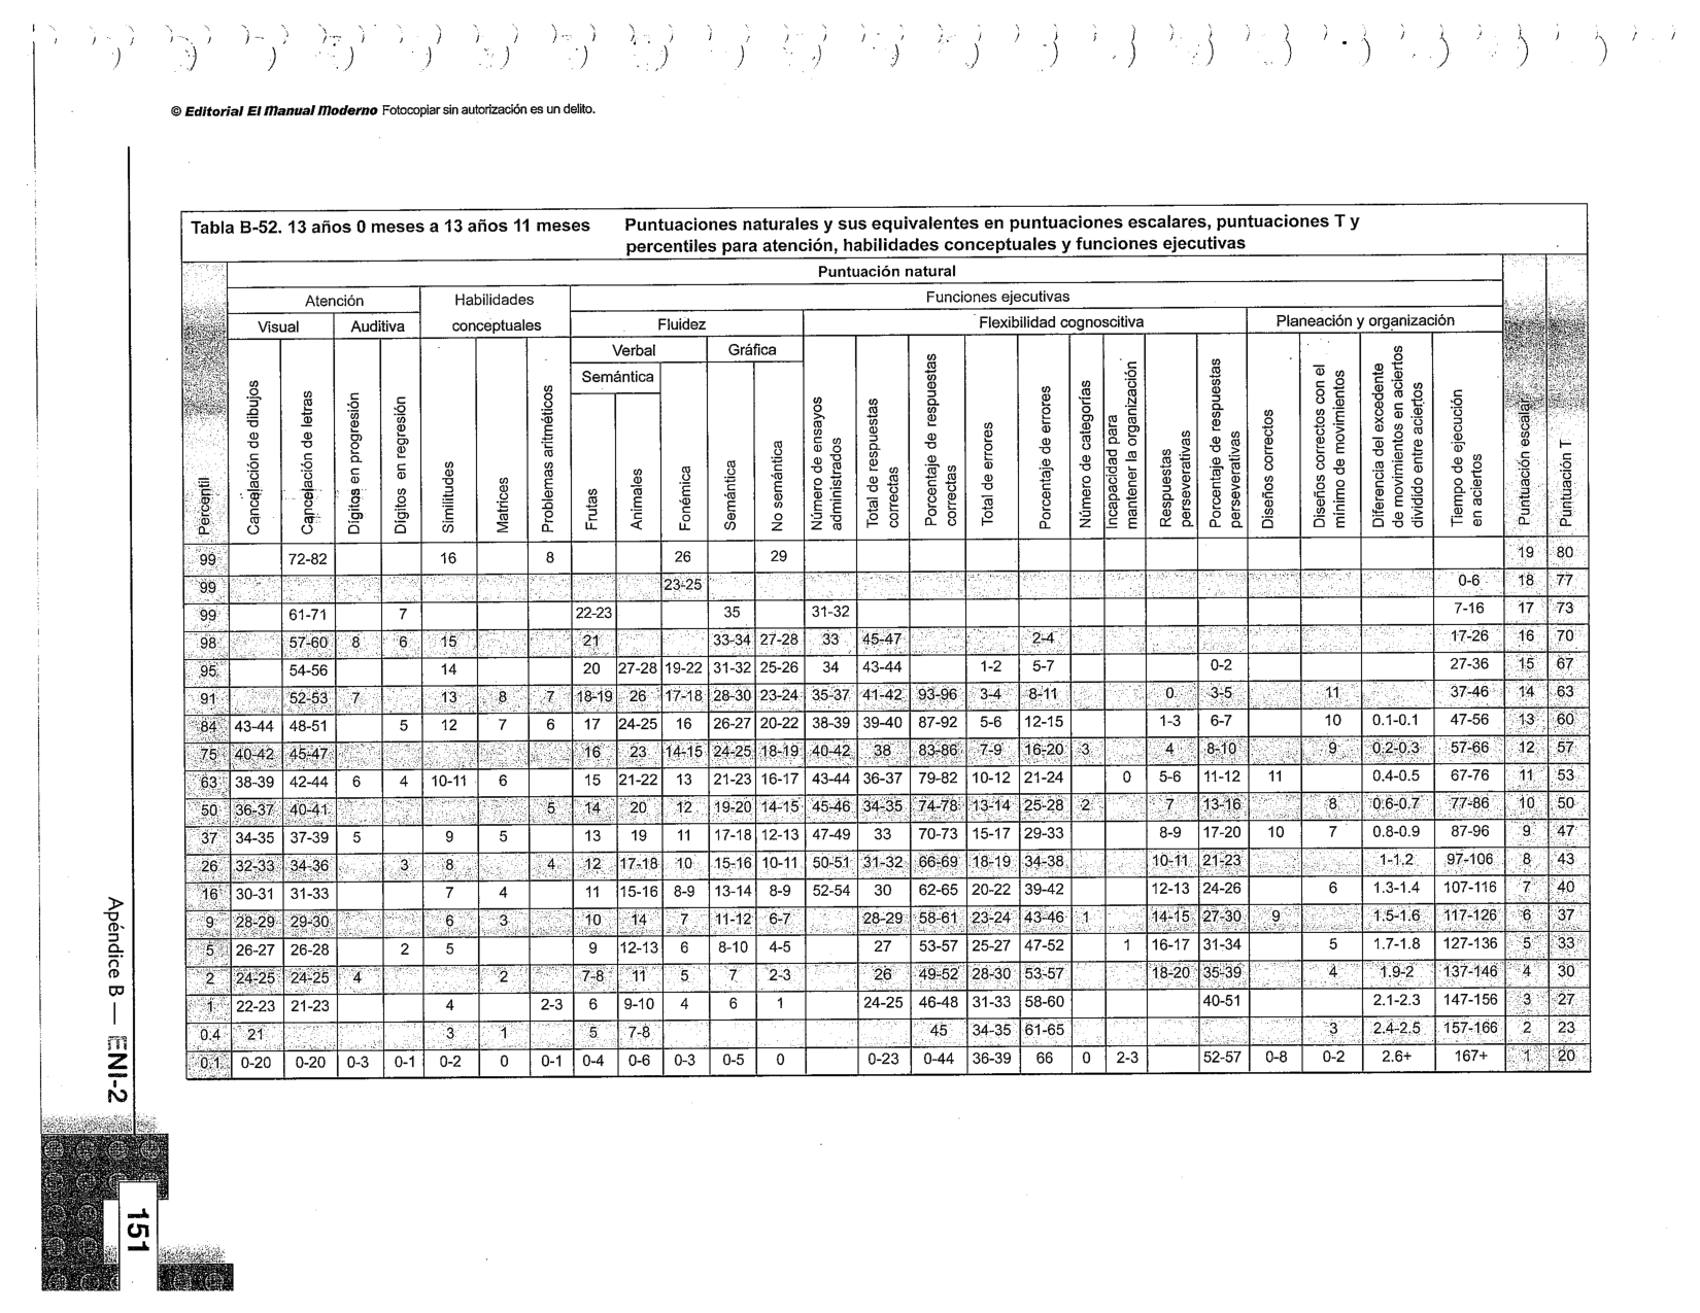 © Editorial El Manual Moderno Fotocopiar sin autorización es un delito.
Tabla B-52. 13 años 0 meses a 13 años 11 meses Puntuaciones naturales y sus equivalentes en puntuaciones escalares, puntuaciones T y
percentiles para atención, habilidades conceptuales y funciones ejecutivas
Puntuación natural
Atención Habilidades conceptuales Funciones ejecutivas
Visual Auditiva Fluidez Flexibilidad cognoscitiva Planeación y organización
Verbal Gráfica
Semántica
Percentil
Cancelación de dibujos
Cancelación de letras
Dígitos en progresión
Dígitos en regresión
Similitudes
Matrices
Problemas aritméticos
Frutas
Animales
Fonémica
Semántica
No semántica
Número de ensayos
administrados
Total de respuestas
correctas
Porcentaje de respuestas
correctas
Total de errores
Porcentaje de errores
Número de categorías
Incapacidad para
mantener la organización
Respuestas
perseverativas
Porcentaje de respuestas
perseverativas
Diseños correctos
Diseños correctos con el
mínimo de movimientos
Diferencia del excedente
de movimientos en aciertos
dividido entre aciertos
Tiempo de ejecución
en aciertos
Puntuación escalar
Puntuación T
99 72-82 16 8 26 29 19 80
99 23-25 0-6 18 77
99 61-71 7 22-23 35 31-32 7-16 17 73
98 57-60 8 6 15 21 33-34 27-28 33 45-47 2-4 17-26 16 70
95 54-56 14 20 27-28 19-22 31-32 25-26 34 43-44 1-2 5-7 0-2 27-36 15 67
91 52-53 7 13 8 7 18-19 26 17-18 28-30 23-24 35-37 41-42 93-96 3-4 8-11 0 3-5 11 37-46 14 63
84 43-44 48-51 5 12 7 6 17 24-25 16 26-27 20-22 38-39 39-40 87-92 5-6 12-15 1-3 6-7 10 0.1-0.1 47-56 13 60
75 40-42 45-47 16 23 14-15 24-25 18-19 40-42 38 83-86 7-9 16-20 3 4 8-10 9 0.2-0.3 57-66 12 57
63 38-39 42-44 6 4 10-11 6 15 21-22 13 21-23 16-17 43-44 36-37 79-82 10-12 21-24 0 5-6 11-12 11 0.4-0.5 67-76 11 53
50 36-37 40-41 5 14 20 12 19-20 14-15 45-46 34-35 74-78 13-14 25-28 2 7 13-16 8 0.6-0.7 77-86 10 50
37 34-35 37-39 5 9 5 13 19 11 17-18 12-13 47-49 33 70-73 15-17 29-33 8-9 17-20 10 7 0.8-0.9 87-96 9 47
26 32-33 34-36 3 8 4 12 17-18 10 15-16 10-11 50-51 31-32 66-69 18-19 34-38 10-11 21-23 1-1.2 97-106 8 43
16 30-31 31-33 7 4 11 15-16 8-9 13-14 8-9 52-54 30 62-65 20-22 39-42 12-13 24-26 6 1.3-1.4 107-116 7 40
9 28-29 29-30 6 3 10 14 7 11-12 6-7 28-29 58-61 23-24 43-46 1 14-15 27-30 9 1.5-1.6 117-126 6 37
5 26-27 26-28 2 5 9 12-13 6 8-10 4-5 27 53-57 25-27 47-52 1 16-17 31-34 5 1.7-1.8 127-136 5 33
2 24-25 24-25 4 2 7-8 11 5 7 2-3 26 49-52 28-30 53-57 18-20 35-39 4 1.9-2 137-146 4 30
1 22-23 21-23 4 2-3 6 9-10 4 6 1 24-25 46-48 31-33 58-60 40-51 2.1-2.3 147-156 3 27
0.4 21 3 1 5 7-8 45 34-35 61-65 3 2.4-2.5 157-166 2 23
0.1 0-20 0-20 0-3 0-1 0-2 0 0-1 0-4 0-6 0-3 0-5 0 0-23 0-44 36-39 66 0 2-3 52-57 0-8 0-2 2.6+ 167+ 1 20
Apéndice B — ENI-2
151